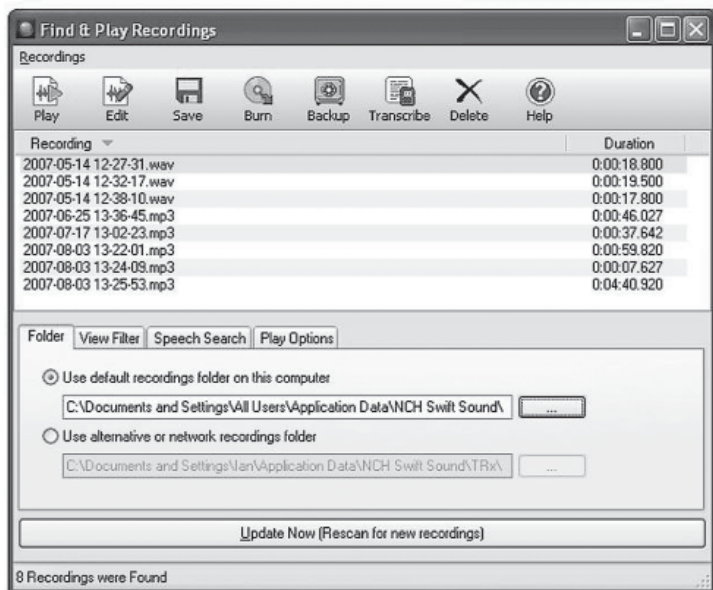 Find & Play Recordings
Recordings
Play Edit Save Burn Backup Transcribe Delete Help
Recording Duration
2007-05-14 12-27-31.wav 0:00:18.800
2007-05-14 12-32-17.wav 0:00:19.500
2007-05-14 12-38-10.wav 0:00:17.800
2007-06-25 13-36-45.mp3 0:00:46.027
2007-07-17 13-02-23.mp3 0:00:37.642
2007-08-03 13-22-01.mp3 0:00:59.820
2007-08-03 13-24-09.mp3 0:00:07.627
2007-08-03 13-25-53.mp3 0:04:40.920
Folder View Filter Speech Search Play Options
Use default recordings folder on this computer
C:\Documents and Settings\All Users\Application Data\NCH Swift Sound\ ...
Use alternative or network recordings folder
C:\Documents and Settings\Ian\Application Data\NCH Swift Sound\TRx\ ...
Update Now (Rescan for new recordings)
8 Recordings were Found